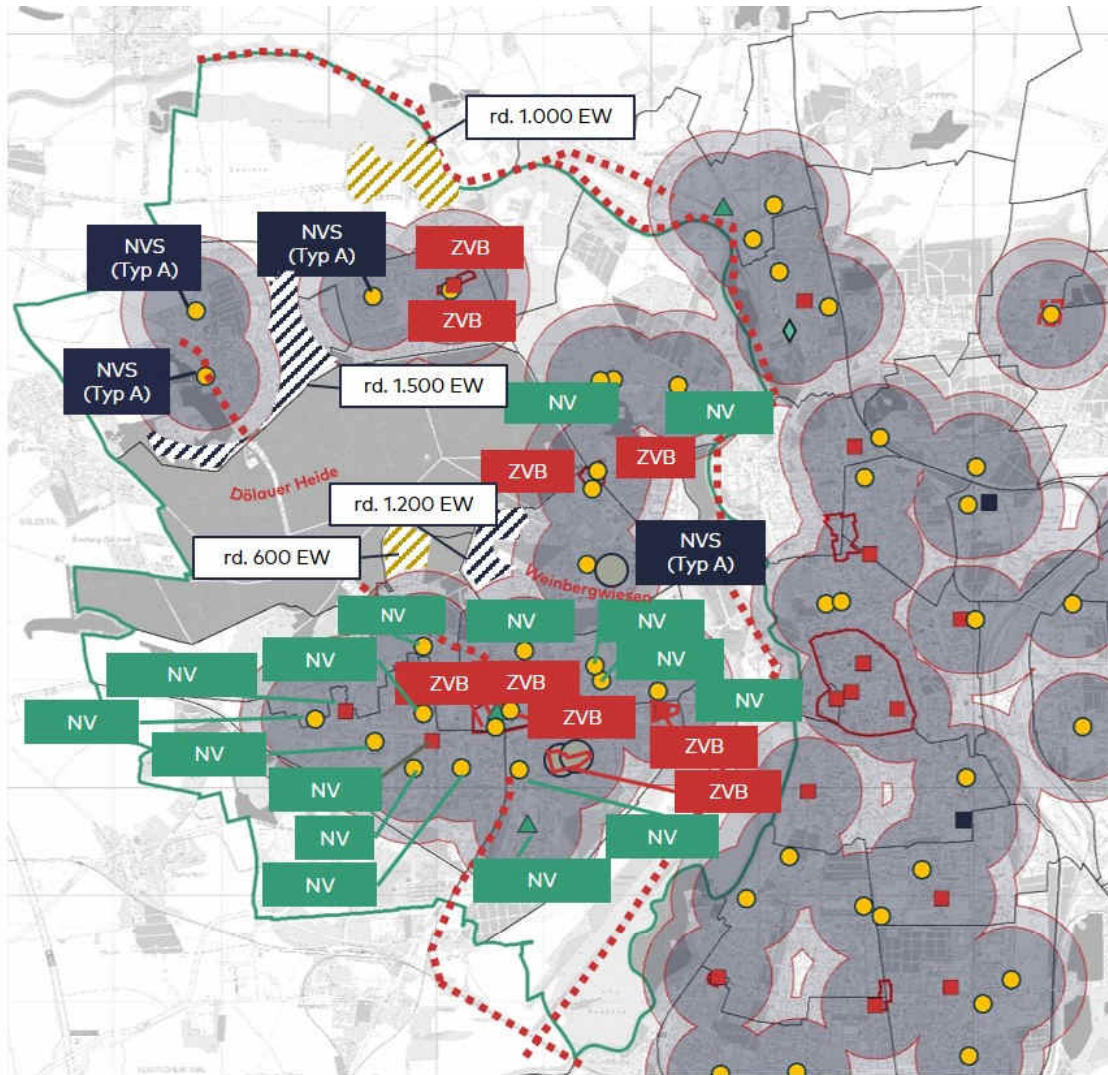 rd. 1.000 EW
NVS
(Typ A)
NVS
(Typ A)
ZVB
ZVB
NVS
(Typ A)
rd. 1.500 EW
NV
NV
ZVB
ZVB
Dölauer Heide
rd. 1.200 EW
rd. 600 EW
NVS
(Typ A)
Weinbergwiesen
NV
NV
NV
NV
NV
NV
ZVB
ZVB
NV
NV
ZVB
NV
ZVB
NV
ZVB
NV
NV
NV
NV